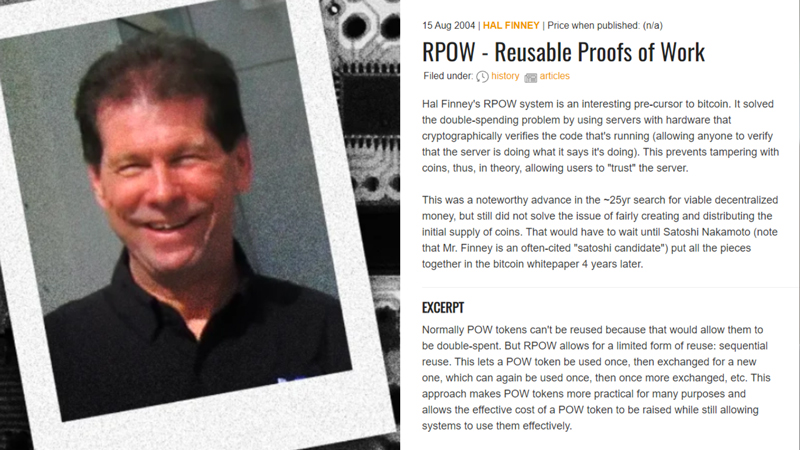 15 Aug 2004 | HAL FINNEY | Price when published: (n/a)
RPOW - Reusable Proofs of Work
Filed under: history articles
Hal Finney's RPOW system is an interesting pre-cursor to bitcoin. It solved
the double-spending problem by using servers with hardware that
cryptographically verifies the code that's running (allowing anyone to verify
that the server is doing what it says it's doing). This prevents tampering with
coins, thus, in theory, allowing users to "trust" the server.
This was a noteworthy advance in the ~25yr search for viable decentralized
money, but still did not solve the issue of fairly creating and distributing the
initial supply of coins. That would have to wait until Satoshi Nakamoto (note
that Mr. Finney is an often-cited "satoshi candidate") put all the pieces
together in the bitcoin whitepaper 4 years later.
EXCERPT
Normally POW tokens can't be reused because that would allow them to
be double-spent. But RPOW allows for a limited form of reuse: sequential
reuse. This lets a POW token be used once, then exchanged for a new
one, which can again be used once, then once more exchanged, etc. This
approach makes POW tokens more practical for many purposes and
allows the effective cost of a POW token to be raised while still allowing
systems to use them effectively.